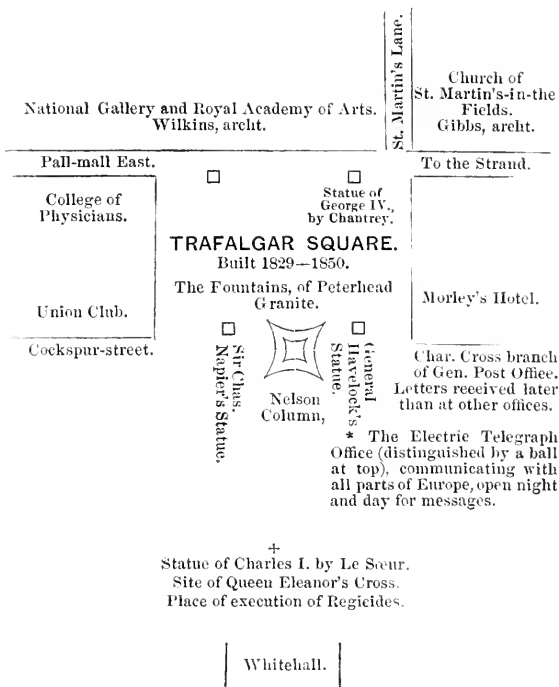 St. Martin's Lane.
National Gallery and Royal Academy of Arts.
Wilkins, archt.
Church of
St. Martin's-in-the
Fields.
Gibbs, archt.
Pall-mall East.
To the Strand.
College of
Physicians.
Statue of
George IV.,
by Chantrey.
TRAFALGAR SQUARE.
Built 1829—1850.
The Fountains, of Peterhead
Granite.
Union Club.
Morley's Hotel.
Cockspur-street.
Sir Chas.
Napier's Statue.
Nelson
Column,
General
Havelock's
Statue.
Char. Cross branch
of Gen. Post Office.
Letters received later
than at other offices.
* The Electric Telegraph
Office (distinguished by a ball
at top), communicating with
all parts of Europe, open night
and day for messages.
Statue of Charles I. by Le Sœur.
Site of Queen Eleanor's Cross.
Place of execution of Regicides.
Whitehall.